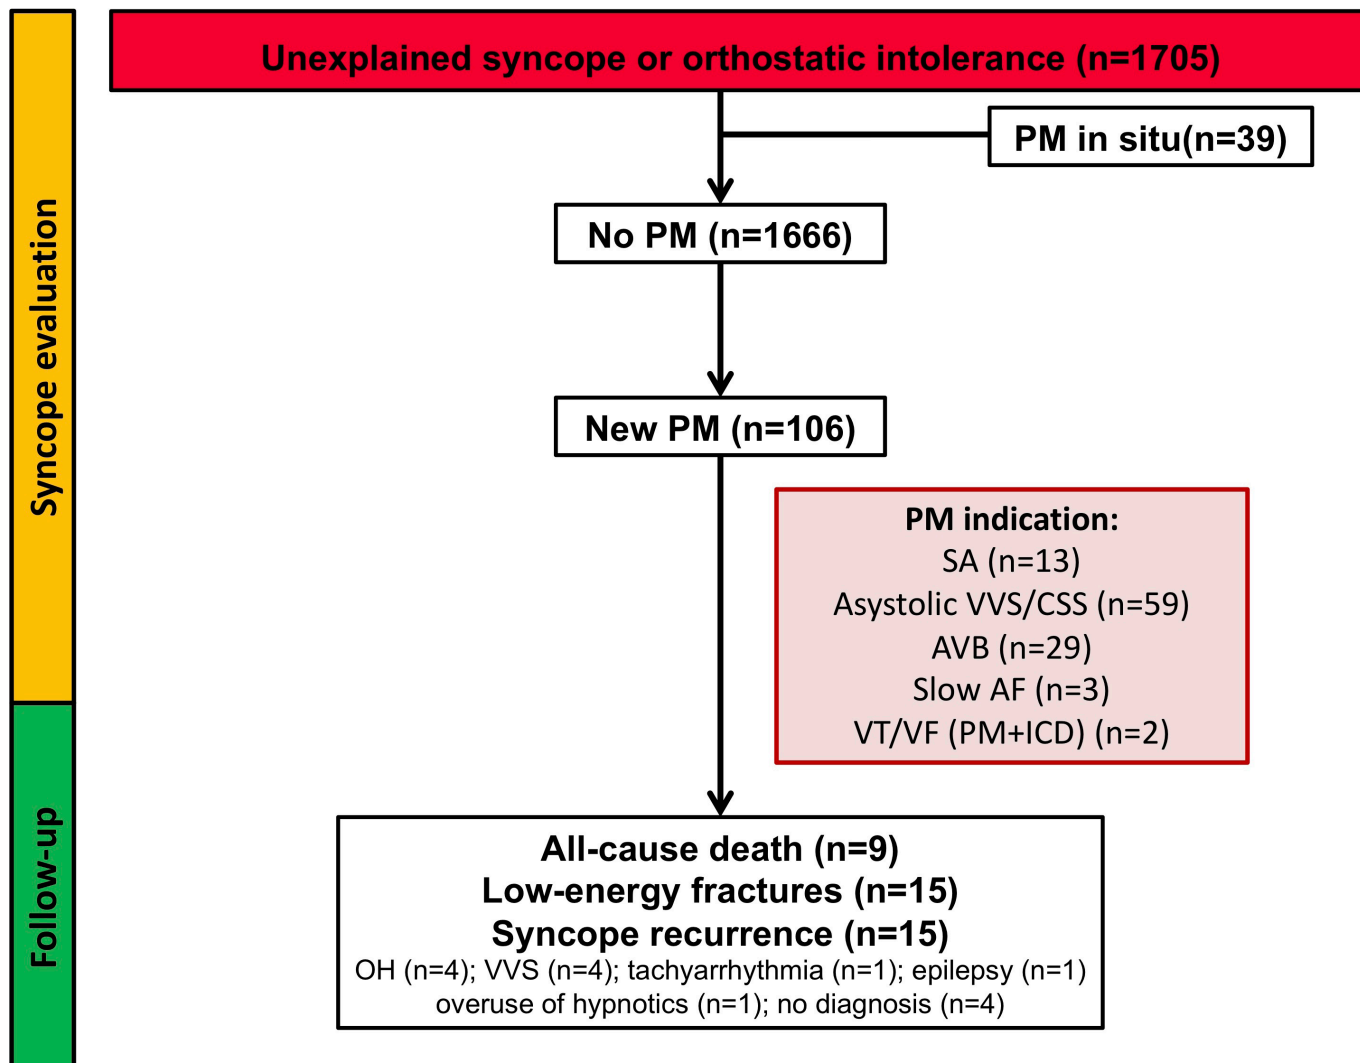 Unexplained syncope or orthostatic intolerance (n=1705)
PM in situ(n=39)
No PM (n=1666)
New PM (n=106)
Syncope evaluation
PM indication:
SA (n=13)
Asystolic VVS/CSS (n=59)
AVB (n=29)
Slow AF (n=3)
VT/VF (PM+ICD) (n=2)
Follow-up
All-cause death (n=9)
Low-energy fractures (n=15)
Syncope recurrence (n=15)
OH (n=4); VVS (n=4); tachyarrhythmia (n=1); epilepsy (n=1)
overuse of hypnotics (n=1); no diagnosis (n=4)